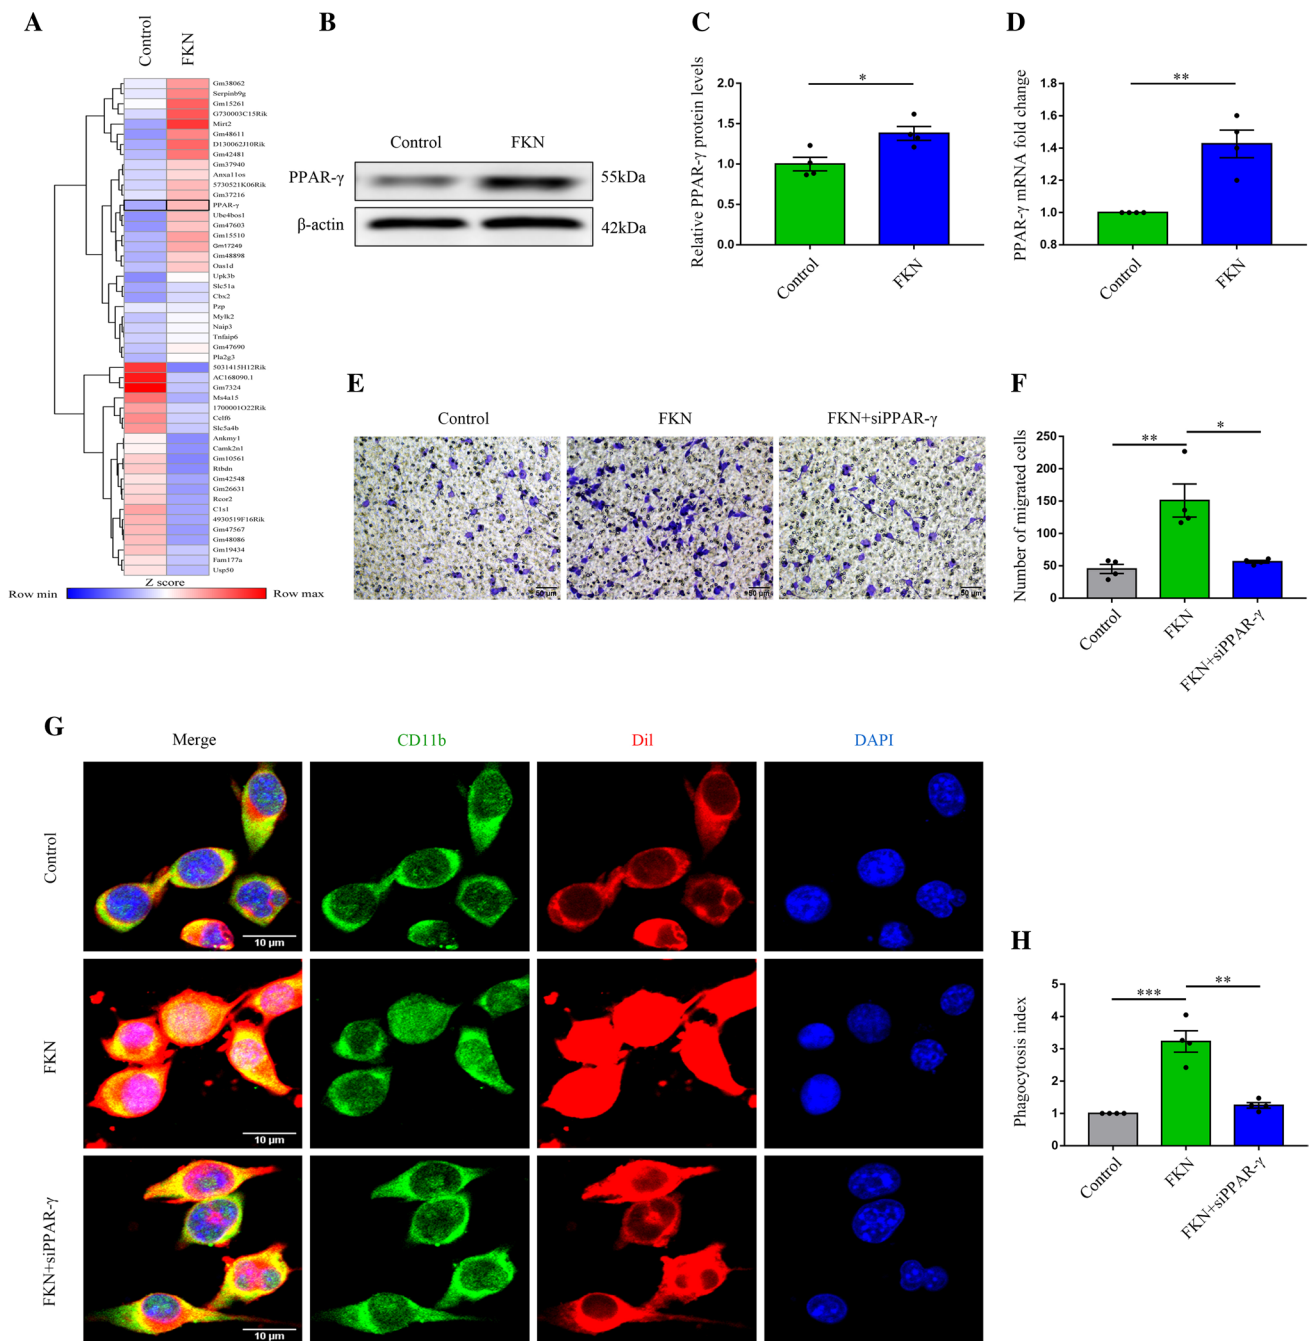 A
Control
FKN
Gm38062
Serpinb9g
Gm15261
G730003C15Rik
Mirt2
Gm48611
D130062J10Rik
Gm42481
Gm37940
Anxa11os
5730521K06Rik
Gm37216
PPAR-γ
Ube4bos1
Gm47603
Gm15510
Gm17249
Gm48898
Oas1d
Upk3b
Slc51a
Cbx2
Pzp
Mylk2
Naip3
Tnfaip6
Gm47690
Pla2g3
5031415H12Rik
AC168090.1
Gm7324
Ms4a15
1700001O22Rik
Celf6
Slc5a4b
Ankmy1
Camk2n1
Gm10561
Rtbdn
Gm42548
Gm26631
Rcor2
C1s1
4930519F16Rik
Gm47567
Gm48086
Gm19434
Fam177a
Usp50
Z score
Row min
Row max
B
Control
FKN
PPAR-γ
55kDa
β-actin
42kDa
C
Relative PPAR-γ protein levels
2.0
1.5
1.0
0.5
0.0
*
Control
FKN
D
PPAR-γ mRNA fold change
1.8
1.6
1.4
1.2
1.0
0.8
**
Control
FKN
E
Control
FKN
FKN+siPPAR-γ
50 μm
50 μm
50 μm
F
Number of migrated cells
250
200
150
100
50
0
**
*
Control
FKN
FKN+siPPAR-γ
G
Merge
CD11b
Dil
DAPI
Control
10 μm
FKN
10 μm
FKN+siPPAR-γ
10 μm
H
Phagocytosis index
5
4
3
2
1
0
***
**
Control
FKN
FKN+siPPAR-γ